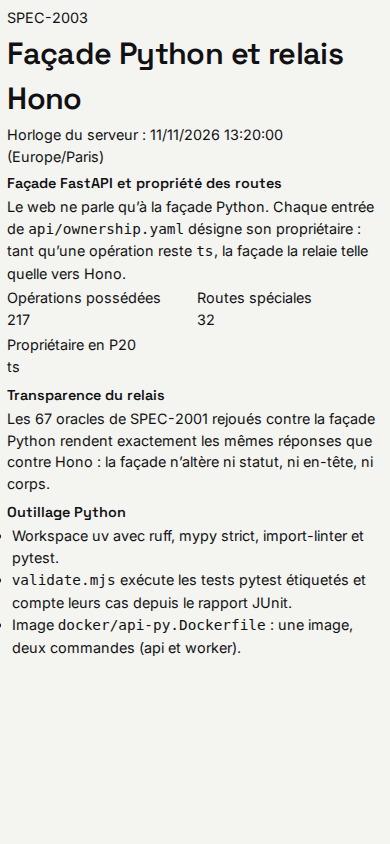 SPEC-2003
Façade Python et relais
Hono
Horloge du serveur : 11/11/2026 13:20:00
(Europe/Paris)
Façade FastAPI et propriété des routes
Le web ne parle qu’à la façade Python. Chaque entrée
de api/ownership.yaml désigne son propriétaire :
tant qu’une opération reste ts, la façade la relaie telle
quelle vers Hono.
Opérations possédées
217
Routes spéciales
32
Propriétaire en P20
ts
Transparence du relais
Les 67 oracles de SPEC-2001 rejoués contre la façade
Python rendent exactement les mêmes réponses que
contre Hono : la façade n’altère ni statut, ni en-tête, ni
corps.
Outillage Python
Workspace uv avec ruff, mypy strict, import-linter et
pytest.
validate.mjs exécute les tests pytest étiquetés et
compte leurs cas depuis le rapport JUnit.
Image docker/api-py.Dockerfile : une image,
deux commandes (api et worker).